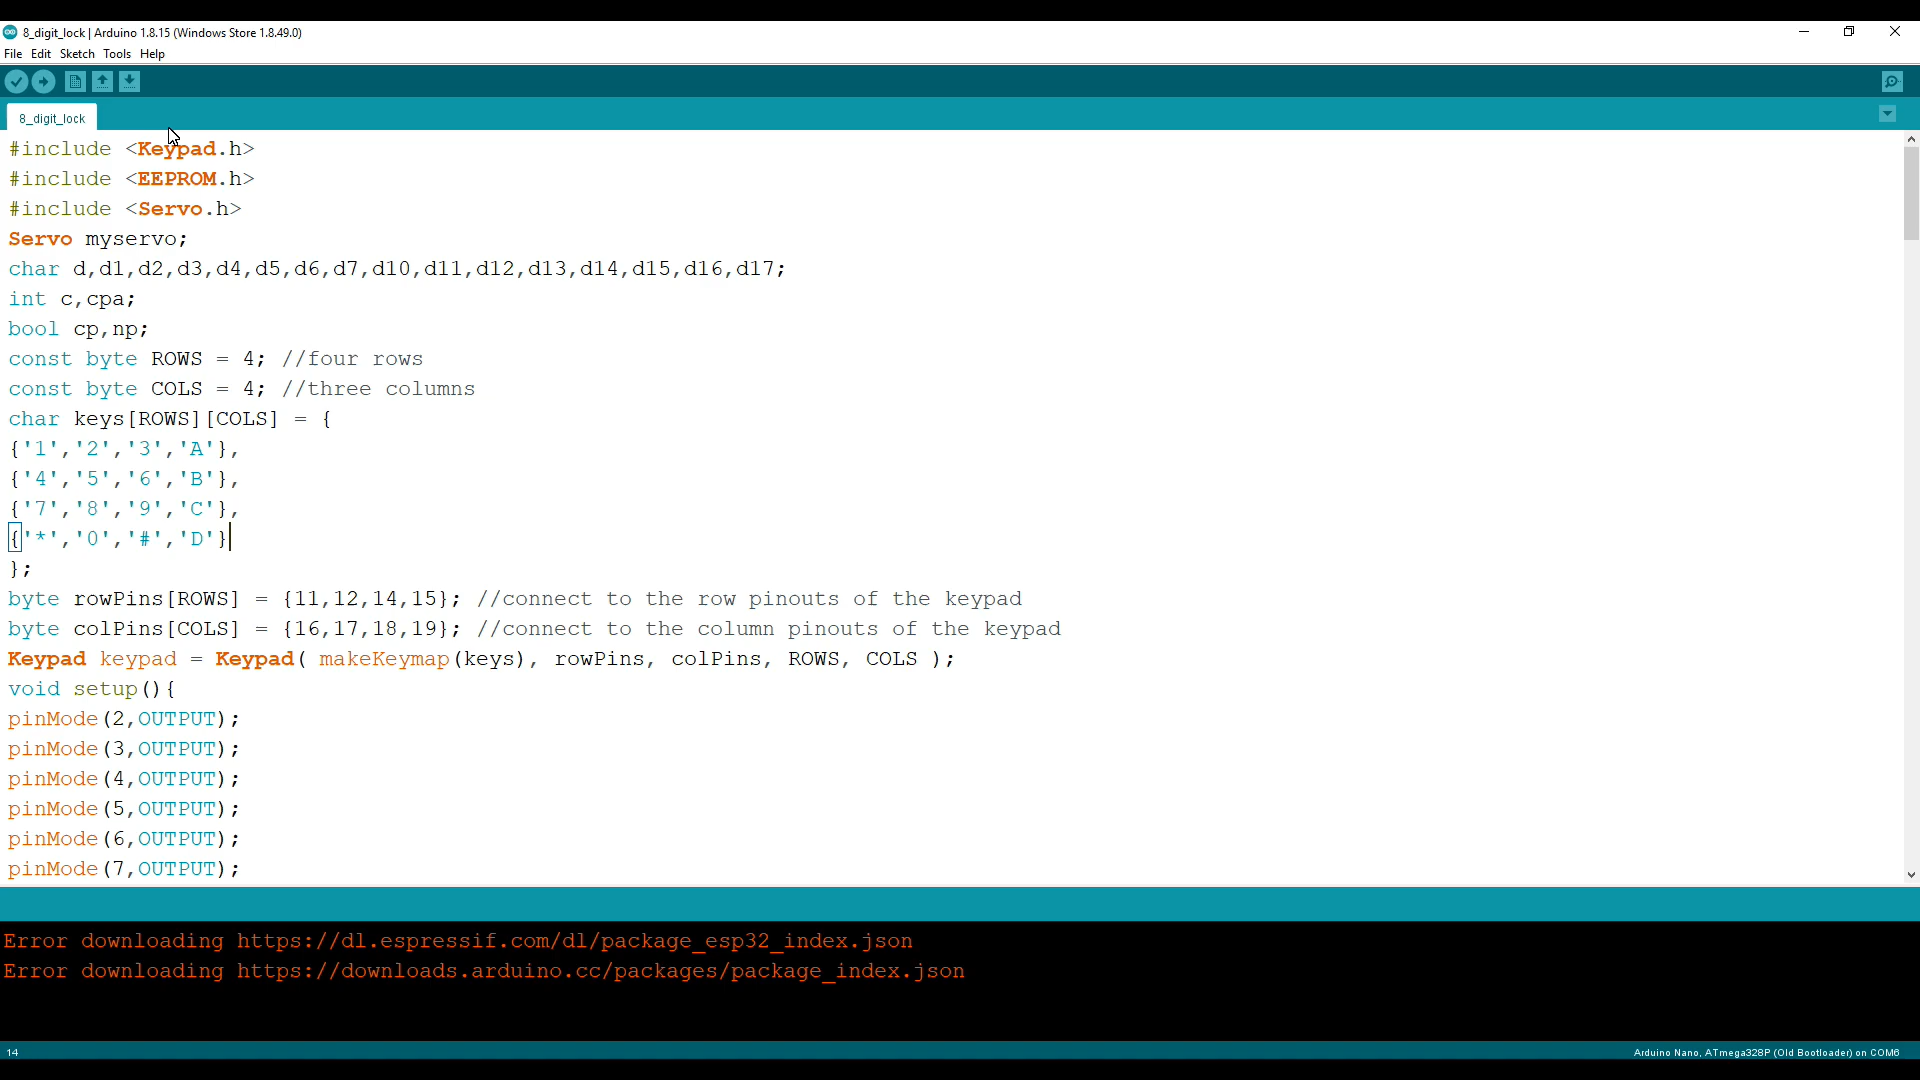 8_digit_lock | Arduino 1.8.15 (Windows Store 1.8.49.0)
File Edit Sketch Tools Help
8_digit_lock
#include <Keypad.h>
#include <EEPROM.h>
#include <Servo.h>
Servo myservo;
char d,d1,d2,d3,d4,d5,d6,d7,d10,d11,d12,d13,d14,d15,d16,d17;
int c,cpa;
bool cp,np;
const byte ROWS = 4; //four rows
const byte COLS = 4; //three columns
char keys[ROWS][COLS] = {
{'1','2','3','A'},
{'4','5','6','B'},
{'7','8','9','C'},
{'*','0','#','D'}
};
byte rowPins[ROWS] = {11,12,14,15}; //connect to the row pinouts of the keypad
byte colPins[COLS] = {16,17,18,19}; //connect to the column pinouts of the keypad
Keypad keypad = Keypad( makeKeymap(keys), rowPins, colPins, ROWS, COLS );
void setup(){
pinMode(2,OUTPUT);
pinMode(3,OUTPUT);
pinMode(4,OUTPUT);
pinMode(5,OUTPUT);
pinMode(6,OUTPUT);
pinMode(7,OUTPUT);
Error downloading https://dl.espressif.com/dl/package_esp32_index.json
Error downloading https://downloads.arduino.cc/packages/package_index.json
14 Arduino Nano, ATmega328P (Old Bootloader) on COM6